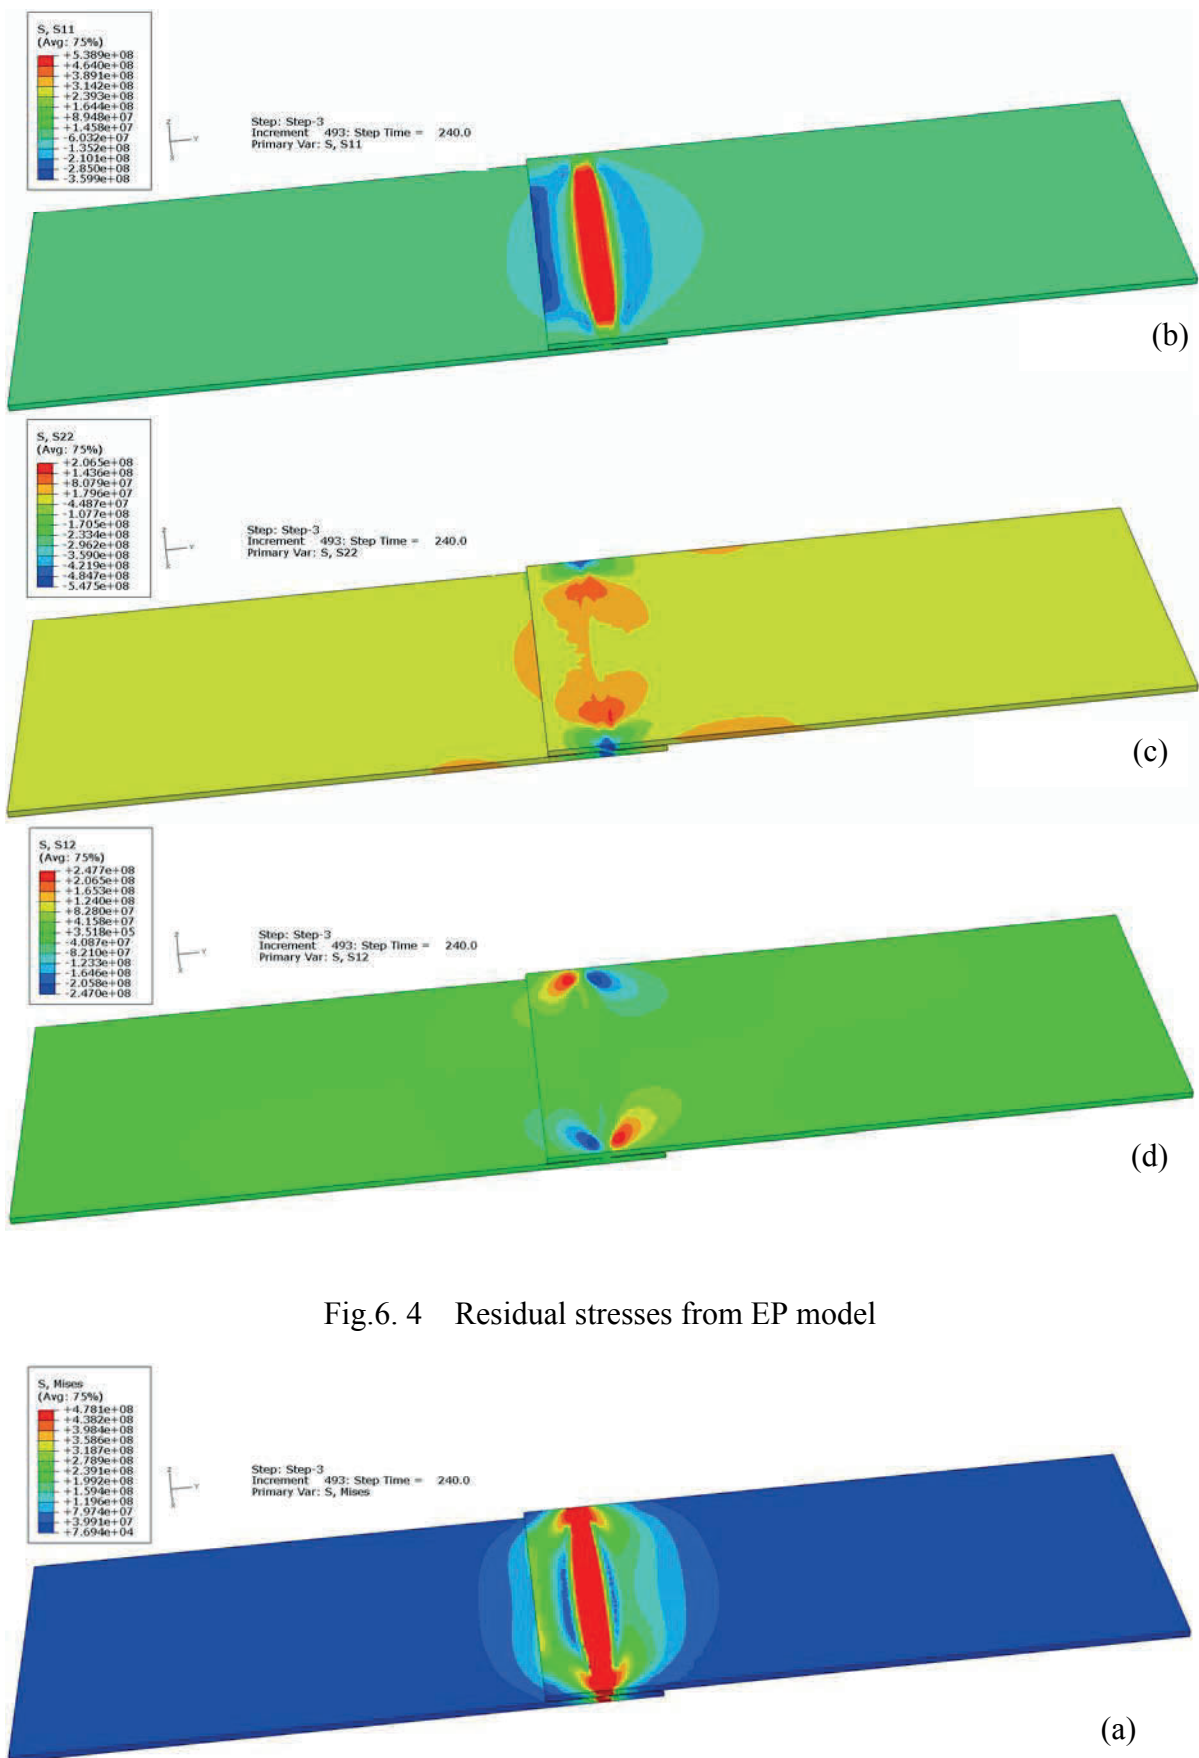 S, S11
(Avg: 75%)
+5.389e+08
+4.640e+08
+3.891e+08
+3.142e+08
+2.393e+08
+1.644e+08
+8.948e+07
+1.458e+07
-6.032e+07
-1.352e+08
-2.101e+08
-2.850e+08
-3.599e+08
Z
Y
X
Step: Step-3
Increment 493: Step Time = 240.0
Primary Var: S, S11
(b)
S, S22
(Avg: 75%)
+2.065e+08
+1.436e+08
+8.079e+07
+1.796e+07
-4.487e+07
-1.077e+08
-1.705e+08
-2.334e+08
-2.962e+08
-3.590e+08
-4.219e+08
-4.847e+08
-5.475e+08
Z
Y
X
Step: Step-3
Increment 493: Step Time = 240.0
Primary Var: S, S22
(c)
S, S12
(Avg: 75%)
+2.477e+08
+2.065e+08
+1.653e+08
+1.240e+08
+8.280e+07
+4.158e+07
+3.518e+05
-4.087e+07
-8.210e+07
-1.233e+08
-1.646e+08
-2.058e+08
-2.470e+08
Z
Y
X
Step: Step-3
Increment 493: Step Time = 240.0
Primary Var: S, S12
(d)
Fig.6. 4 Residual stresses from EP model
S, Mises
(Avg: 75%)
+4.781e+08
+4.382e+08
+3.984e+08
+3.586e+08
+3.187e+08
+2.789e+08
+2.391e+08
+1.992e+08
+1.594e+08
+1.196e+08
+7.974e+07
+3.991e+07
+7.694e+04
Z
Y
X
Step: Step-3
Increment 493: Step Time = 240.0
Primary Var: S, Mises
(a)